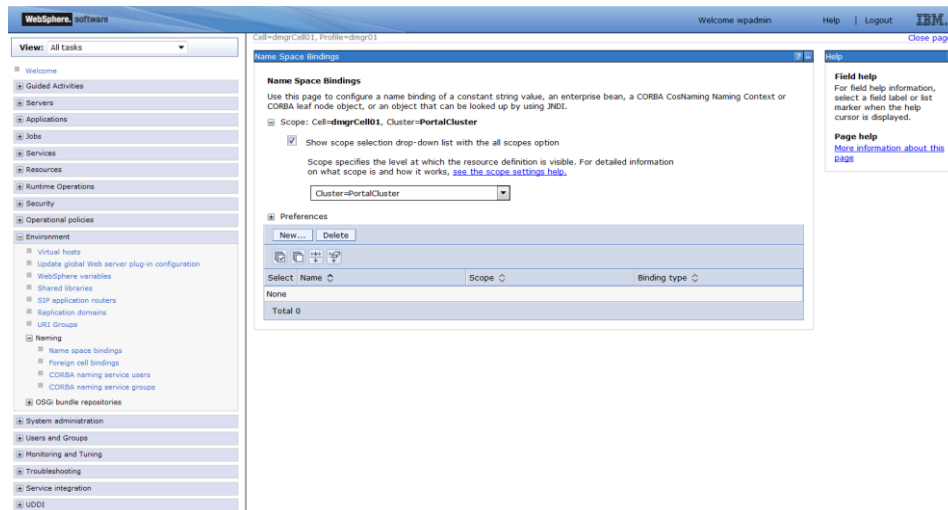 WebSphere. software
Welcome wpadmin
Help | Logout
IBM.
View: All tasks
Cell=dmgrCell01, Profile=dmgr01
Close page
Welcome
Guided Activities
Servers
Applications
Jobs
Services
Resources
Runtime Operations
Security
Operational policies
Environment
Virtual hosts
Update global Web server plug-in configuration
WebSphere variables
Shared libraries
SIP application routers
Replication domains
URI Groups
Naming
Name space bindings
Foreign cell bindings
CORBA naming service users
CORBA naming service groups
OSGi bundle repositories
System administration
Users and Groups
Monitoring and Tuning
Troubleshooting
Service integration
UDDI
Name Space Bindings
? −
Name Space Bindings
Use this page to configure a name binding of a constant string value, an enterprise bean, a CORBA CosNaming Naming Context or
CORBA leaf node object, or an object that can be looked up by using JNDI.
Scope: Cell=dmgrCell01, Cluster=PortalCluster
Show scope selection drop-down list with the all scopes option
Scope specifies the level at which the resource definition is visible. For detailed information
on what scope is and how it works, see the scope settings help.
Cluster=PortalCluster
Preferences
New... Delete
Select Name Scope Binding type
None
Total 0
Help
Field help
For field help information,
select a field label or list
marker when the help
cursor is displayed.
Page help
More information about this
page